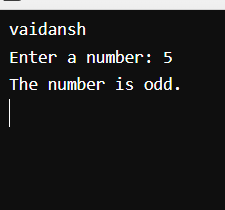 vaidansh
Enter a number: 5
The number is odd.